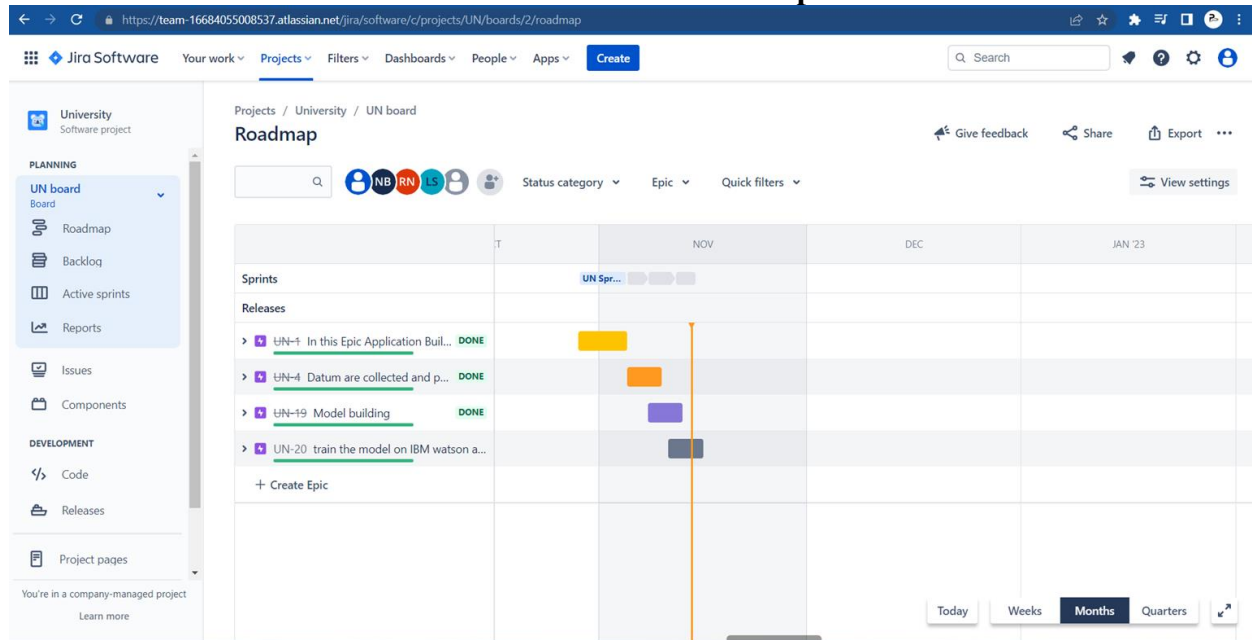 https://team-16684055008537.atlassian.net/jira/software/c/projects/UN/boards/2/roadmap
Jira Software Your work Projects Filters Dashboards People Apps Create Search
University
Software project
Projects / University / UN board
Roadmap
Give feedback Share Export
PLANNING
UN board
Board
NB RN LS Status category Epic Quick filters View settings
Roadmap
Backlog
Active sprints
Reports
Issues
Components
DEVELOPMENT
Code
Releases
Project pages
You're in a company-managed project
Learn more
NOV DEC JAN '23
Sprints UN Spr...
Releases
UN-1 In this Epic Application Buil... DONE
UN-4 Datum are collected and p... DONE
UN-19 Model building DONE
UN-20 train the model on IBM watson a...
+ Create Epic
Today Weeks Months Quarters